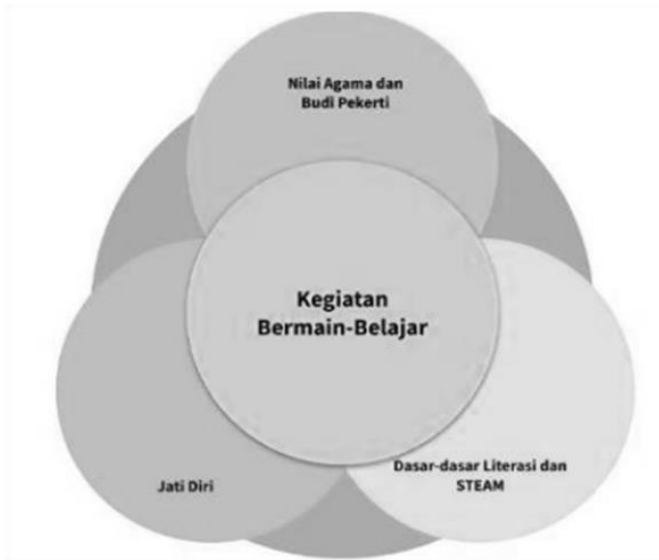 Nilai Agama dan
Budi Pekerti
Kegiatan
Bermain-Belajar
Jati Diri
Dasar-dasar Literasi dan
STEAM